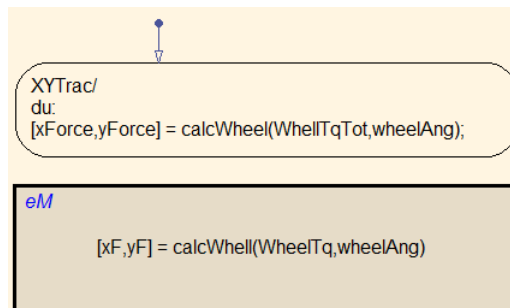 XYTrac/
du:
[xForce,yForce] = calcWheel(WhellTqTot,wheelAng);
eM
[xF,yF] = calcWhell(WheelTq,wheelAng)